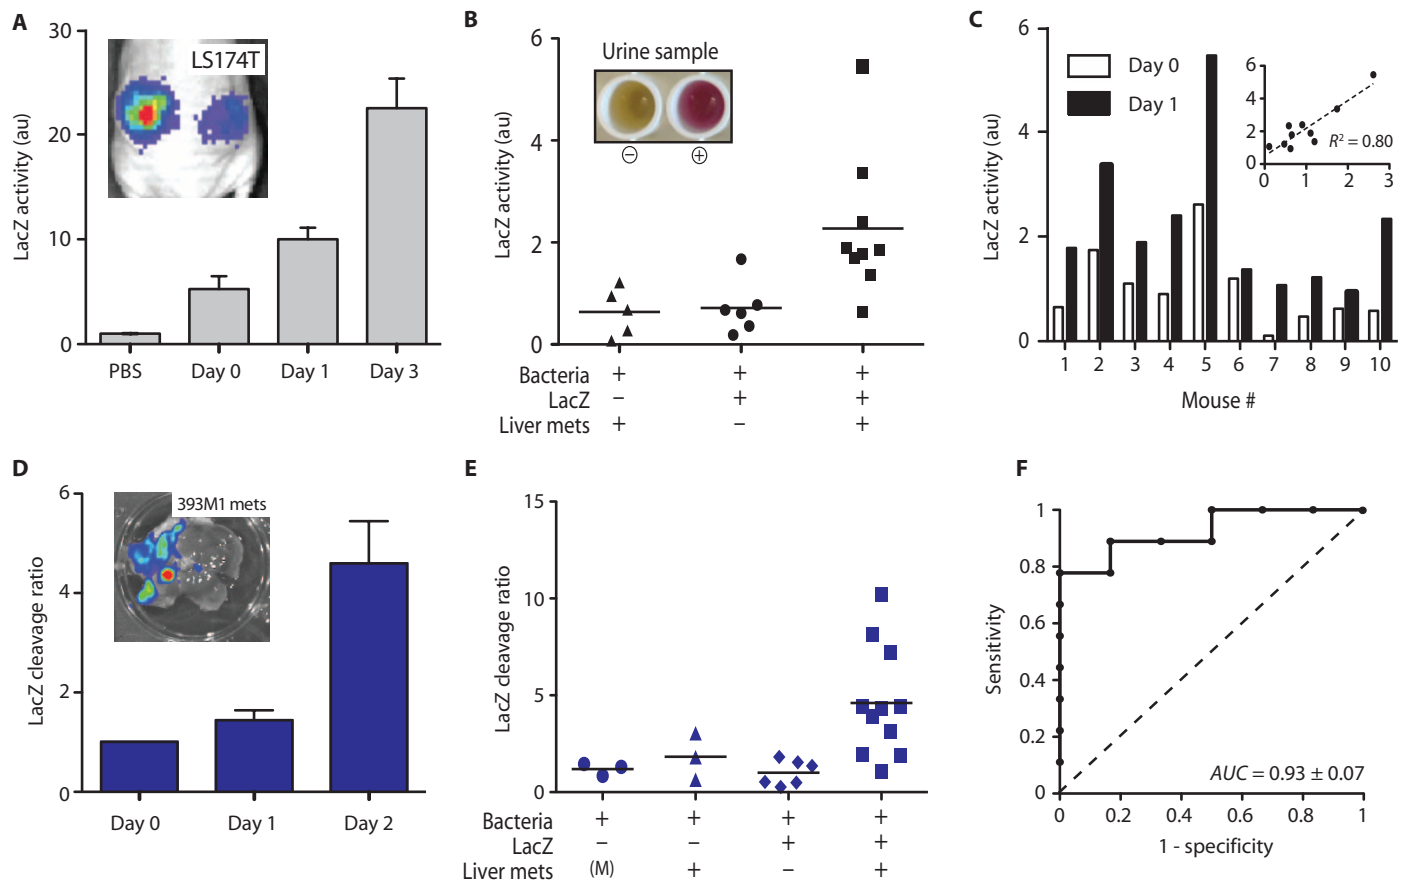 A
LacZ activity (au)
30
20
10
0
LS174T
PBS Day 0 Day 1 Day 3
B
LacZ activity (au)
6
4
2
0
Urine sample
− +
Bacteria + + +
LacZ − + +
Liver mets + − +
C
LacZ activity (au)
6
4
2
0
Day 0
Day 1
6
4
2
0
R² = 0.80
0 1 2 3
1 2 3 4 5 6 7 8 9 10
Mouse #
D
LacZ cleavage ratio
6
4
2
0
393M1 mets
Day 0 Day 1 Day 2
E
LacZ cleavage ratio
15
10
5
0
Bacteria + + + +
LacZ − − + +
Liver mets (M) + − +
F
Sensitivity
1
0.8
0.6
0.4
0.2
0
AUC = 0.93 ± 0.07
0 0.2 0.4 0.6 0.8 1
1 - specificity